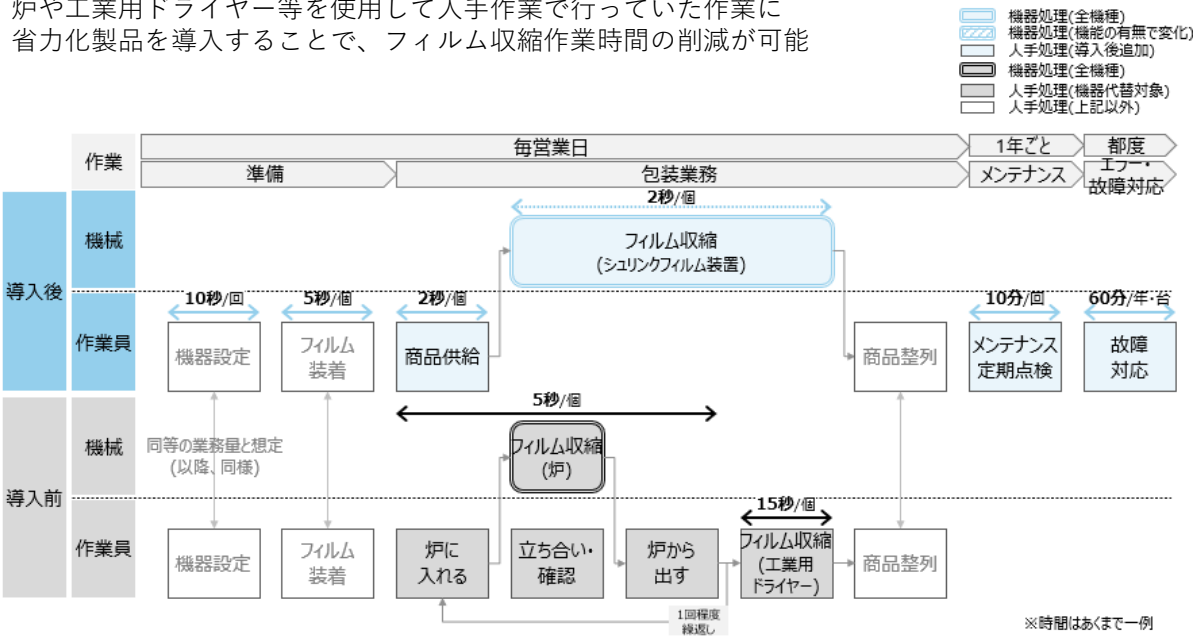 炉や工業用ドライヤー等を使用して人手作業で行っていた作業に
省力化製品を導入することで、フィルム収縮作業時間の削減が可能
機器処理(全機種)
機器処理(機能の有無で変化)
人手処理(導入後追加)
機器処理(全機種)
人手処理(機器代替対象)
人手処理(上記以外)
作業
毎営業日
1年ごと
都度
準備
包装業務
メンテナンス
エラー・
故障対応
導入後
機械
2秒/個
フィルム収縮
(シュリンクフィルム装置)
作業員
10秒/回
5秒/個
2秒/個
10分/回
60分/年・台
機器設定
フィルム
装着
商品供給
商品整列
メンテナンス
定期点検
故障
対応
導入前
機械
同等の業務量と想定
(以降、同様)
5秒/個
フィルム収縮
(炉)
作業員
15秒/個
機器設定
フィルム
装着
炉に
入れる
立ち合い・
確認
炉から
出す
フィルム収縮
(工業用
ドライヤー)
商品整列
1回程度
繰返し
※時間はあくまで一例